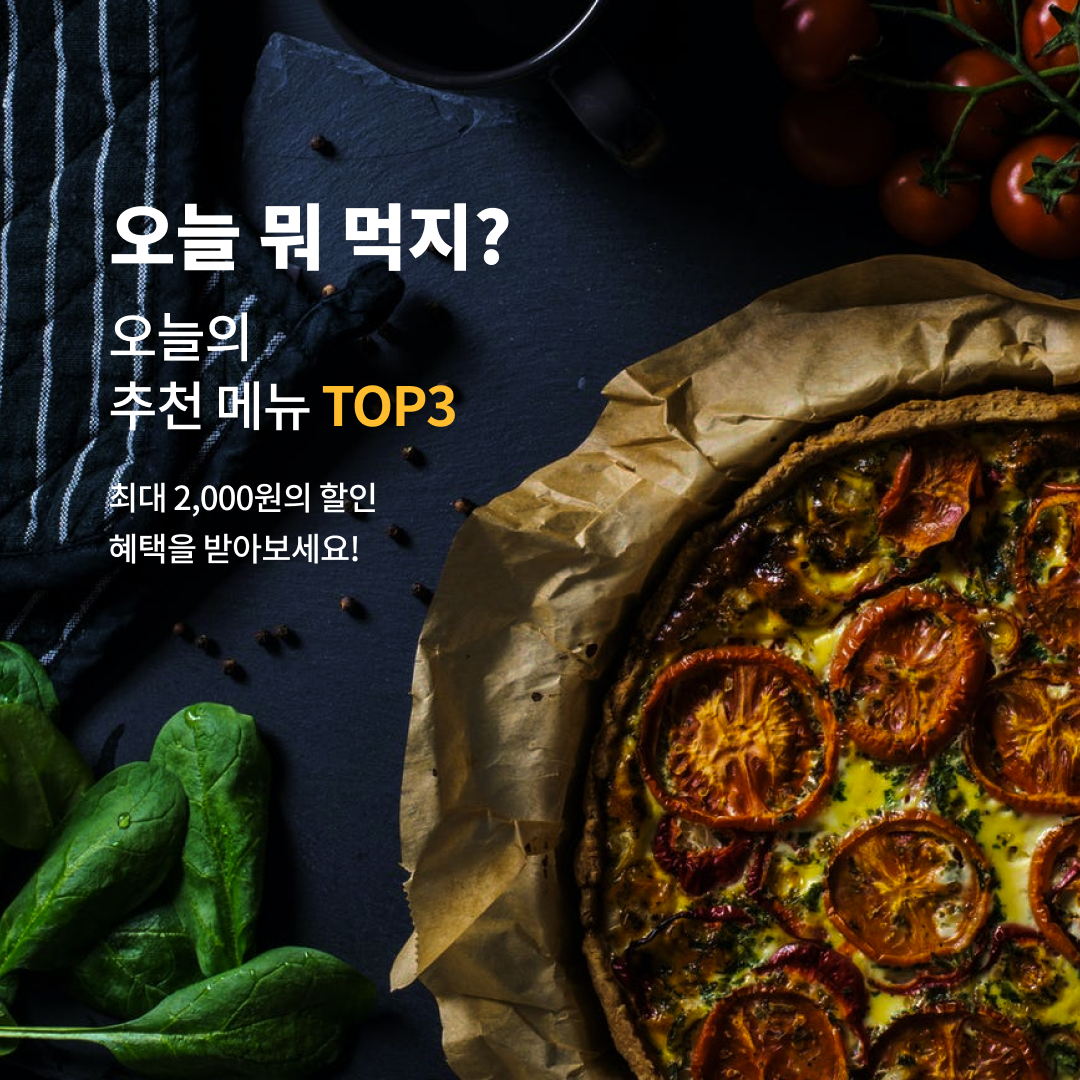 오늘 뭐 먹지?
오늘의
추천 메뉴 TOP3
최대 2,000원의 할인
혜택을 받아보세요!